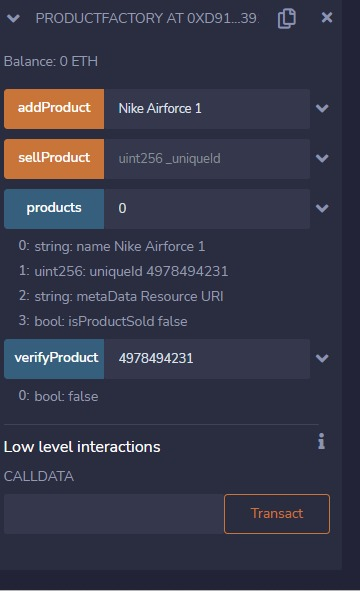 PRODUCTFACTORY AT 0XD91...39
Balance: 0 ETH
addProduct Nike Airforce 1
sellProduct uint256 _uniqueId
products 0
0: string: name Nike Airforce 1
1: uint256: uniqueId 4978494231
2: string: metaData Resource URI
3: bool: isProductSold false
verifyProduct 4978494231
0: bool: false
Low level interactions
CALLDATA
Transact